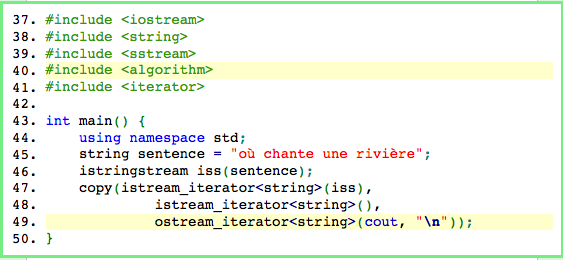 37. #include <iostream>
38. #include <string>
39. #include <sstream>
40. #include <algorithm>
41. #include <iterator>
42.
43. int main() {
44.     using namespace std;
45.     string sentence = "où chante une rivière";
46.     istringstream iss(sentence);
47.     copy(istream_iterator<string>(iss),
48.              istream_iterator<string>(),
49.              ostream_iterator<string>(cout, "\n"));
50. }